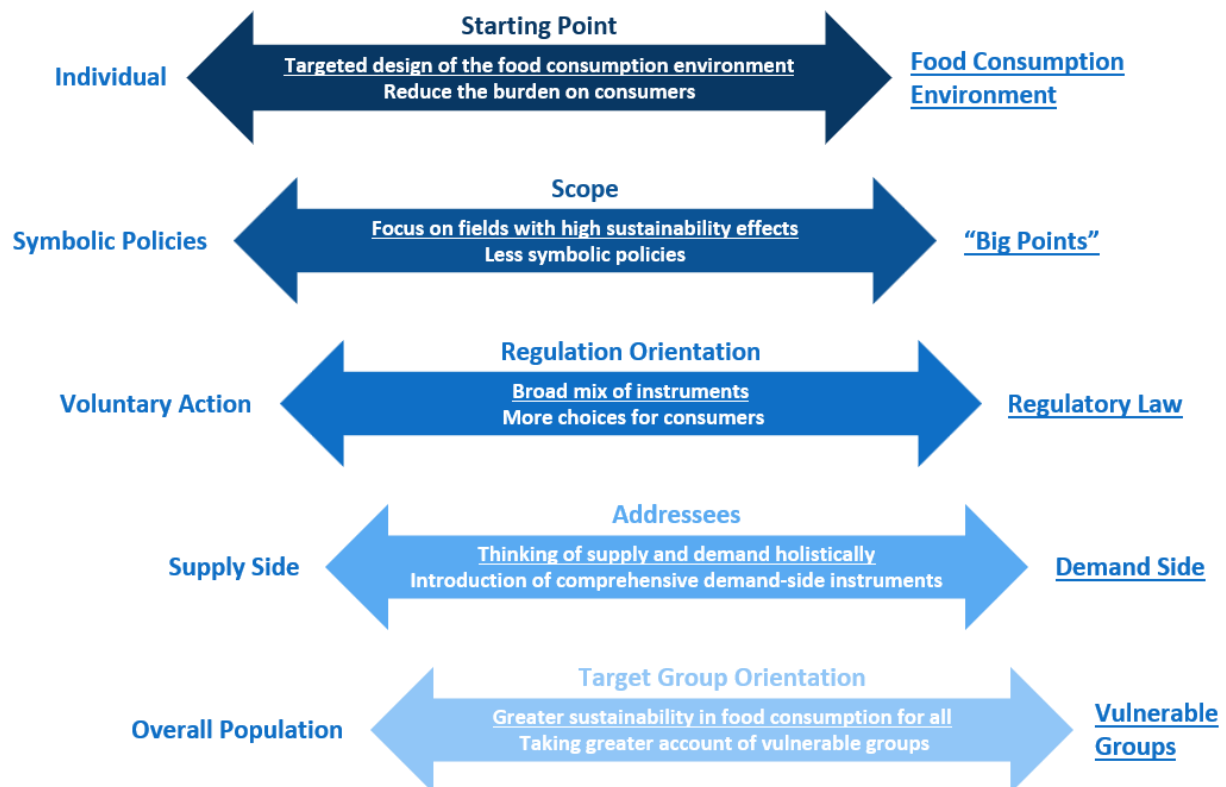 Starting Point
Individual
Targeted design of the food consumption environment
Reduce the burden on consumers
Food Consumption
Environment
Scope
Symbolic Policies
Focus on fields with high sustainability effects
Less symbolic policies
“Big Points”
Regulation Orientation
Voluntary Action
Broad mix of instruments
More choices for consumers
Regulatory Law
Addressees
Supply Side
Thinking of supply and demand holistically
Introduction of comprehensive demand-side instruments
Demand Side
Target Group Orientation
Overall Population
Greater sustainability in food consumption for all
Taking greater account of vulnerable groups
Vulnerable
Groups